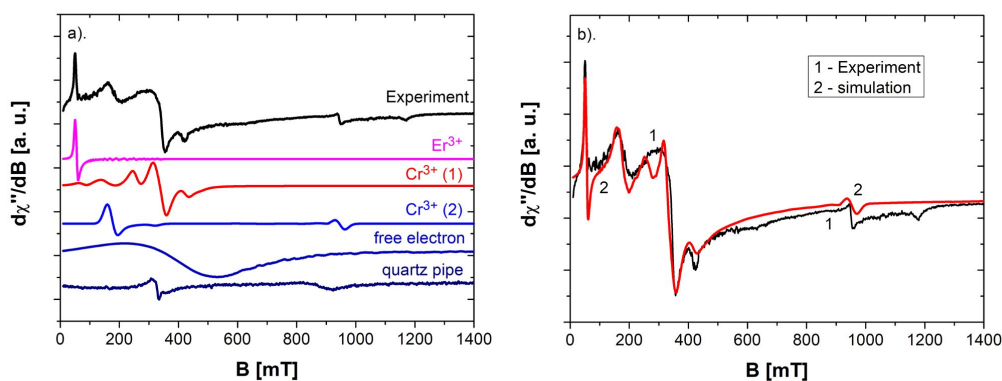 a).
Experiment
Er³⁺
Cr³⁺ (1)
Cr³⁺ (2)
free electron
quartz pipe
dχ"/dB [a. u.]
0 200 400 600 800 1000 1200 1400
B [mT]
b).
1 - Experiment
2 - simulation
1
2
2
1
dχ"/dB [a. u.]
0 200 400 600 800 1000 1200 1400
B [mT]